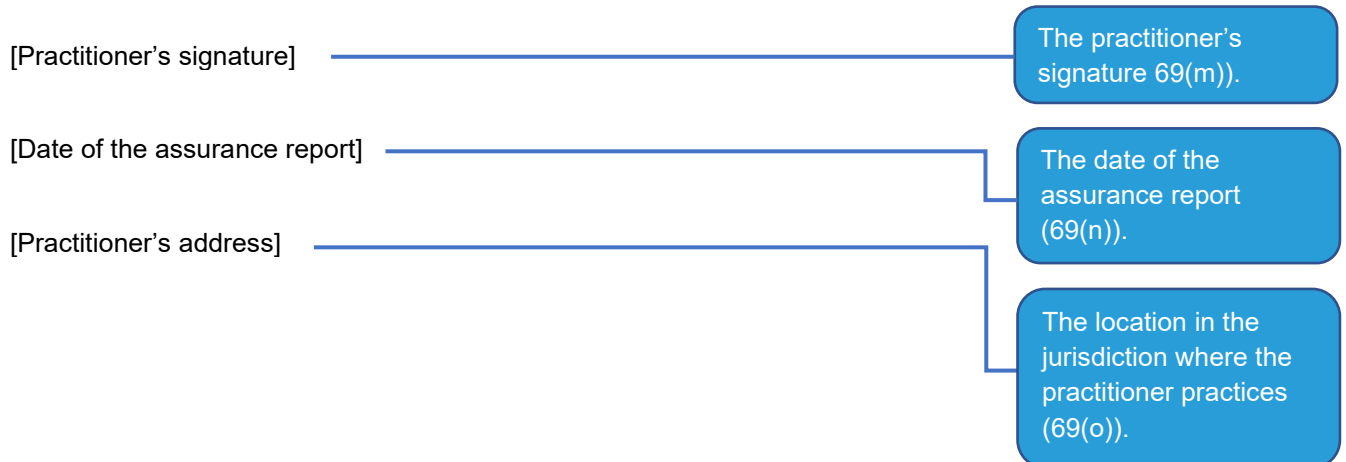 [Practitioner's signature]
The practitioner's
signature 69(m)).
[Date of the assurance report]
The date of the
assurance report
(69(n)).
[Practitioner's address]
The location in the
jurisdiction where the
practitioner practices
(69(o)).